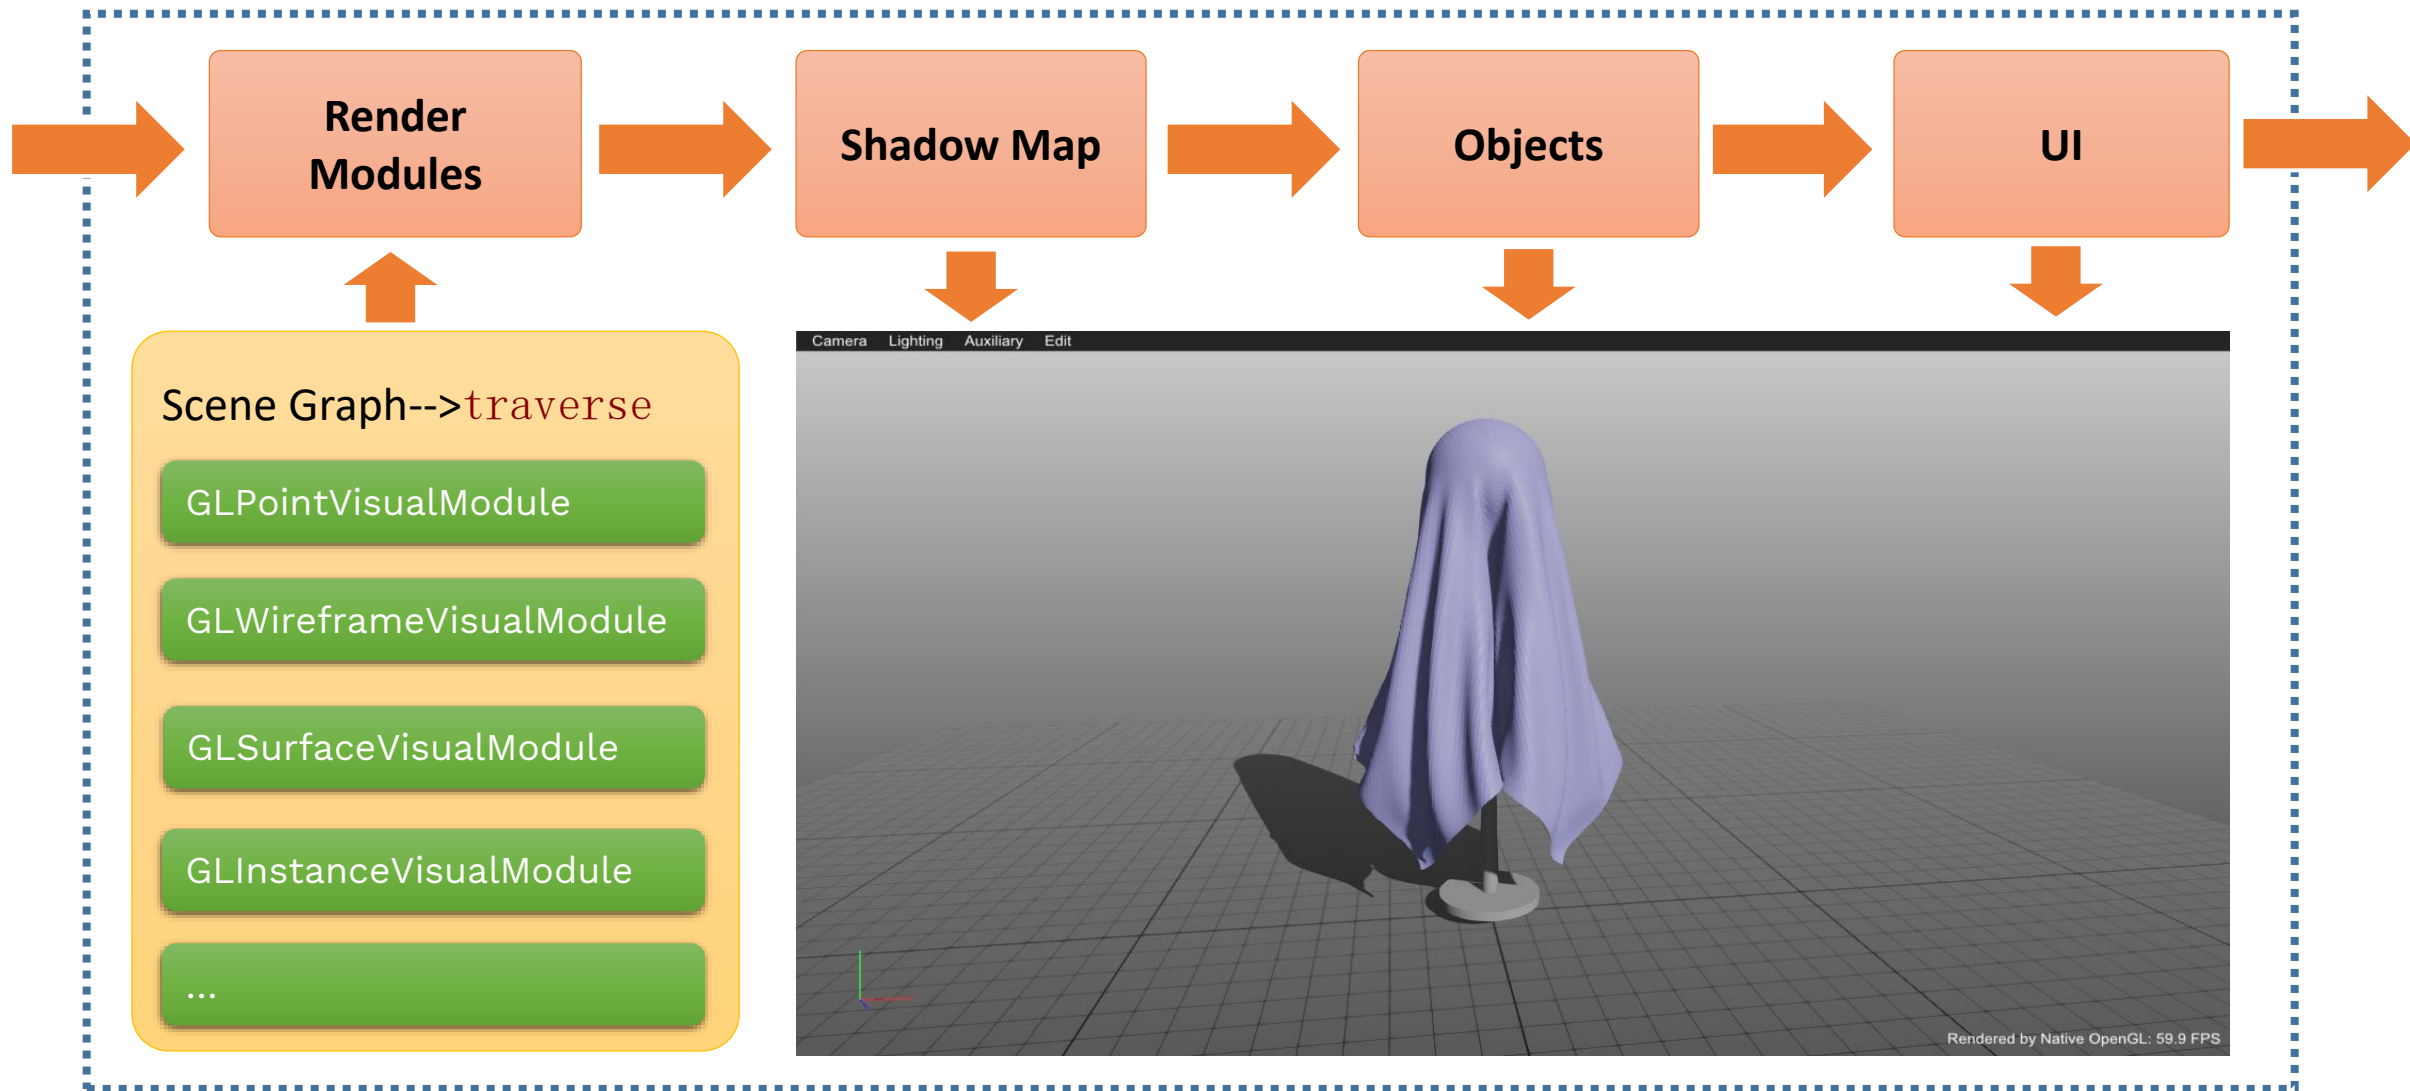 Render
Modules
Shadow Map
Objects
UI
Scene Graph-->traverse
GLPointVisualModule
GLWireframeVisualModule
GLSurfaceVisualModule
GLInstanceVisualModule
...
Camera Lighting Auxiliary Edit
Rendered by Native OpenGL: 59.9 FPS